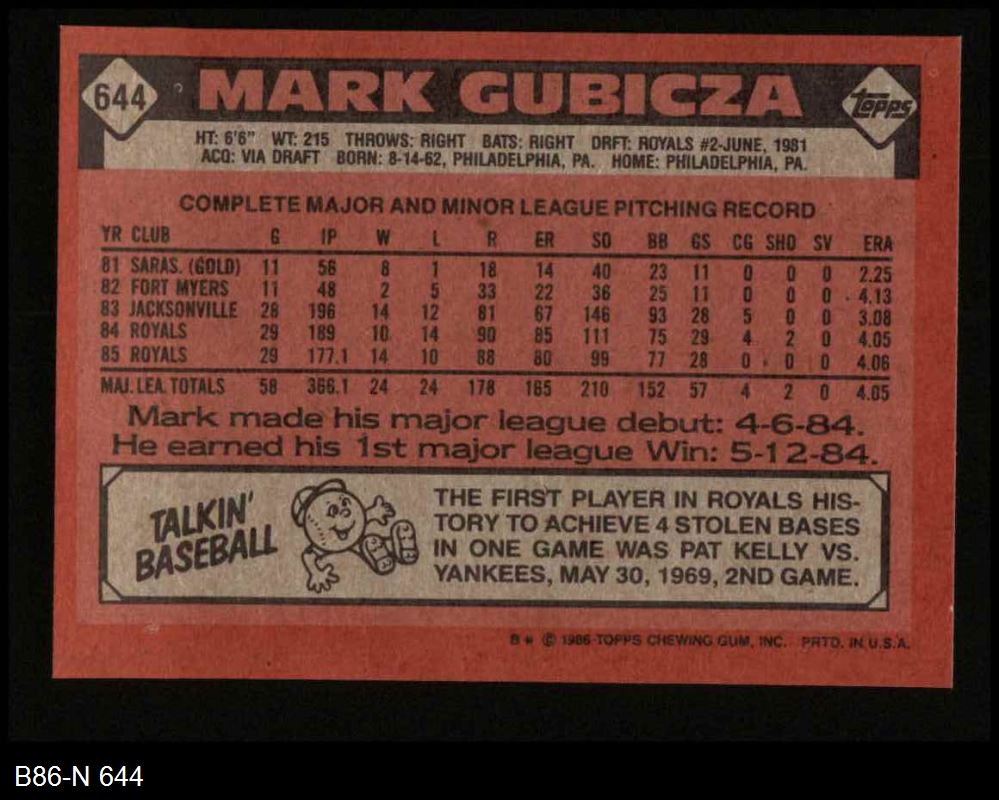 644
MARK GUBICZA
Topps
HT: 6'6" WT: 215 THROWS: RIGHT BATS: RIGHT DRFT: ROYALS #2-JUNE, 1981
ACQ: VIA DRAFT BORN: 8-14-62, PHILADELPHIA, PA. HOME: PHILADELPHIA, PA.
COMPLETE MAJOR AND MINOR LEAGUE PITCHING RECORD
YR CLUB G IP W L R ER SO BB GS CG SHO SV ERA
81 SARAS. (GOLD) 11 56 8 1 18 14 40 23 11 0 0 0 2.25
82 FORT MYERS 11 48 2 5 33 22 36 25 11 0 0 0 4.13
83 JACKSONVILLE 28 196 14 12 81 67 146 93 28 5 0 0 3.08
84 ROYALS 29 189 10 14 90 85 111 75 29 4 2 0 4.05
85 ROYALS 29 177.1 14 10 88 80 99 77 28 0 0 0 4.06
MAJ. LEA. TOTALS 58 366.1 24 24 178 165 210 152 57 4 2 0 4.05
Mark made his major league debut: 4-6-84.
He earned his 1st major league Win: 5-12-84.
TALKIN'
BASEBALL
THE FIRST PLAYER IN ROYALS HIS-
TORY TO ACHIEVE 4 STOLEN BASES
IN ONE GAME WAS PAT KELLY VS.
YANKEES, MAY 30, 1969, 2ND GAME.
B* © 1986 TOPPS CHEWING GUM, INC. PRTD. IN U.S.A.
B86-N 644